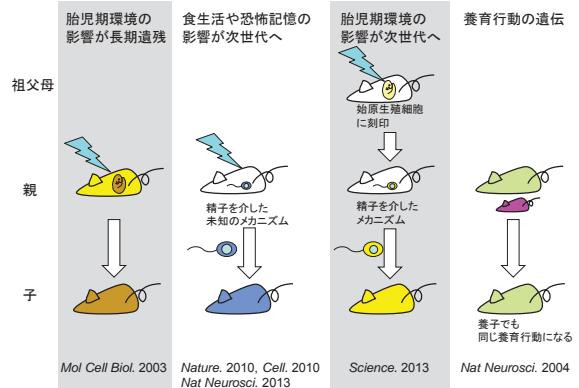 胎児期環境の
影響が長期遺残
食生活や恐怖記憶の
影響が次世代へ
胎児期環境の
影響が次世代へ
養育行動の遺伝
祖父母
始原生殖細胞
に刻印
親
精子を介した
未知のメカニズム
精子を介した
メカニズム
子
養子でも
同じ養育行動になる
Mol Cell Biol. 2003
Nature. 2010, Cell. 2010
Nat Neurosci. 2013
Science. 2013
Nat Neurosci. 2004